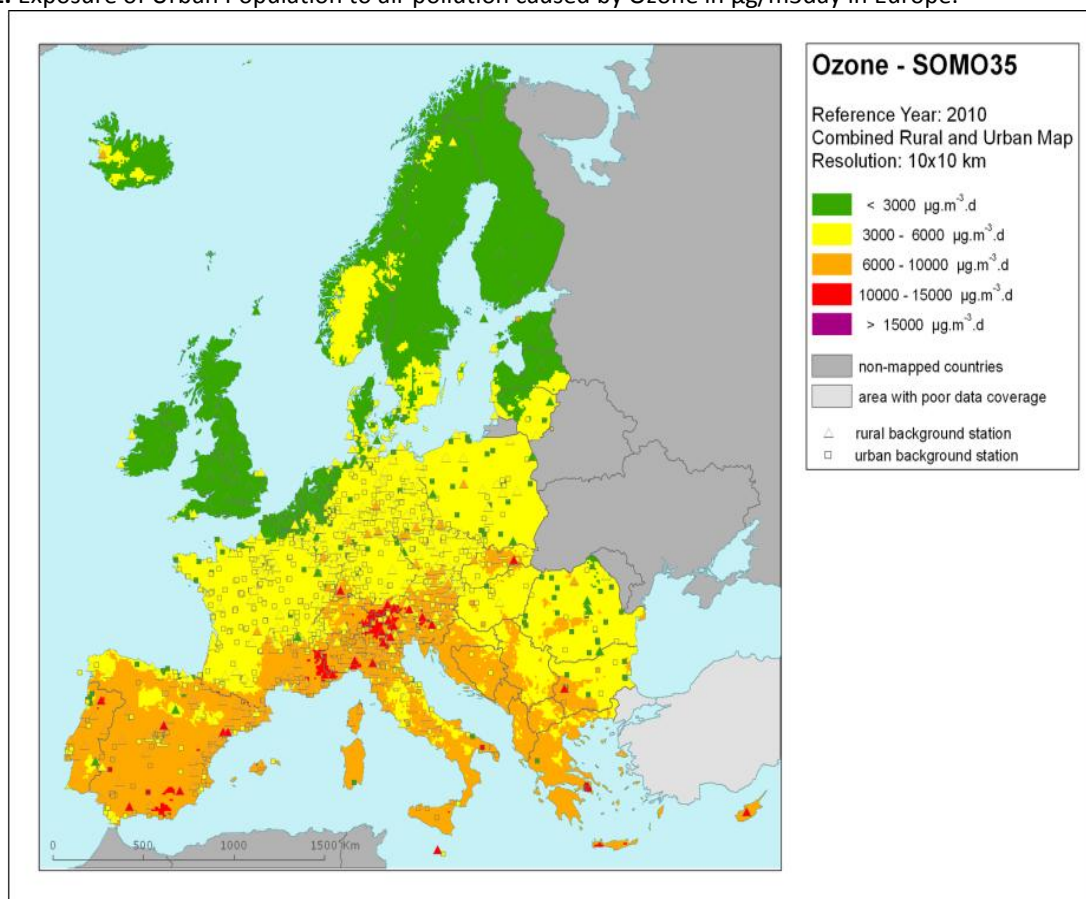 . Exposure of Urban Population to air pollution caused by Ozone in µg/m3day in Europe.
Ozone - SOMO35
Reference Year: 2010
Combined Rural and Urban Map
Resolution: 10x10 km
< 3000 µg.m⁻³.d
3000 - 6000 µg.m⁻³.d
6000 - 10000 µg.m⁻³.d
10000 - 15000 µg.m⁻³.d
> 15000 µg.m⁻³.d
non-mapped countries
area with poor data coverage
rural background station
urban background station
0 500 1000 1500 Km